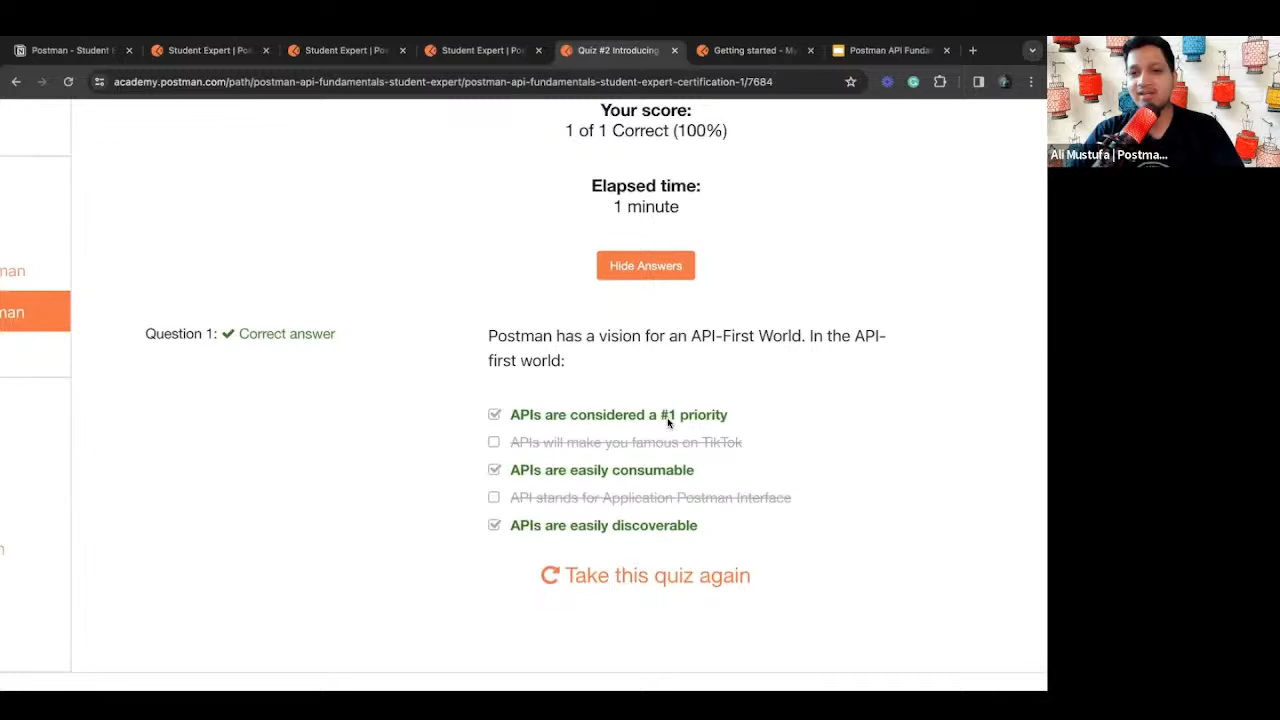 Postman - Student
Student Expert | Po
Student Expert | Po
Student Expert | Po
Quiz #2 Introducing
Getting started - M
Postman API Funda
academy.postman.com/path/postman-api-fundamentals-student-expert/postman-api-fundamentals-student-expert-certification-1/7684
Ali Mustufa | Postma...
Your score:
1 of 1 Correct (100%)
Elapsed time:
1 minute
Hide Answers
man
man
n
Question 1: Correct answer
Postman has a vision for an API-First World. In the API-
first world:
APIs are considered a #1 priority
APIs will make you famous on TikTok
APIs are easily consumable
API stands for Application Postman Interface
APIs are easily discoverable
Take this quiz again